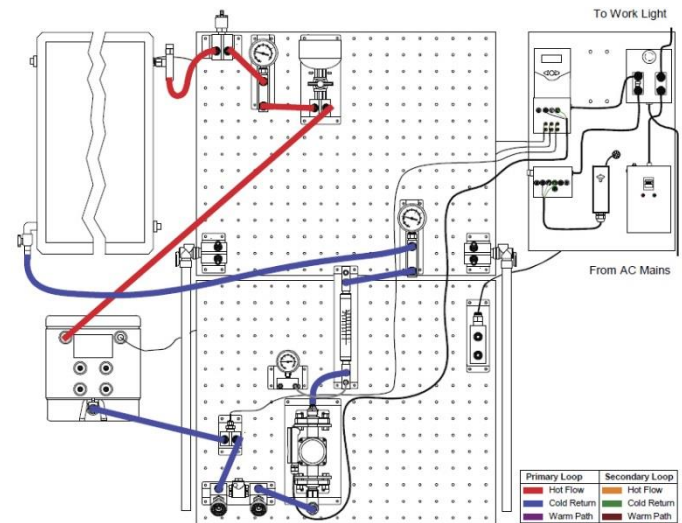 To Work Light
From AC Mains
Primary Loop Secondary Loop
Hot Flow Hot Flow
Cold Return Cold Return
Warm Path Warm Path